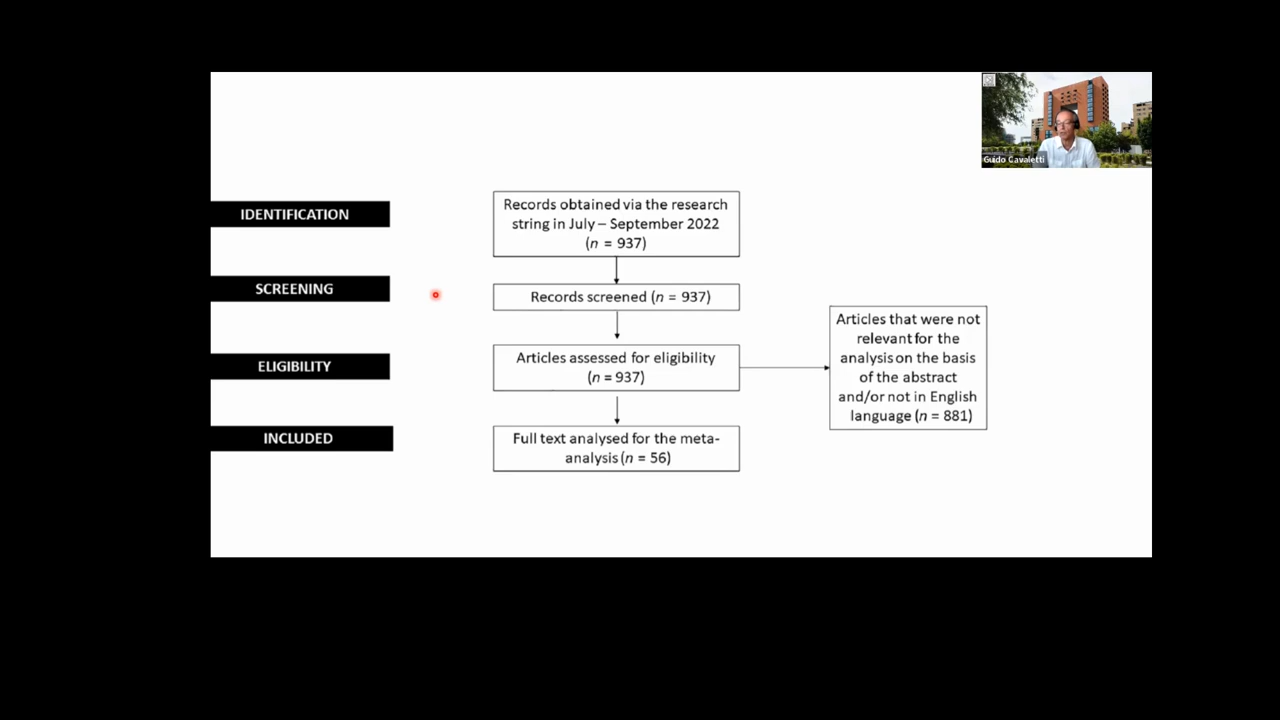 Guido Cavaletti
IDENTIFICATION
Records obtained via the research
string in July – September 2022
(n = 937)
SCREENING
Records screened (n = 937)
ELIGIBILITY
Articles assessed for eligibility
(n = 937)
Articles that were not
relevant for the
analysis on the basis
of the abstract
and/or not in English
language (n = 881)
INCLUDED
Full text analysed for the meta-
analysis (n = 56)